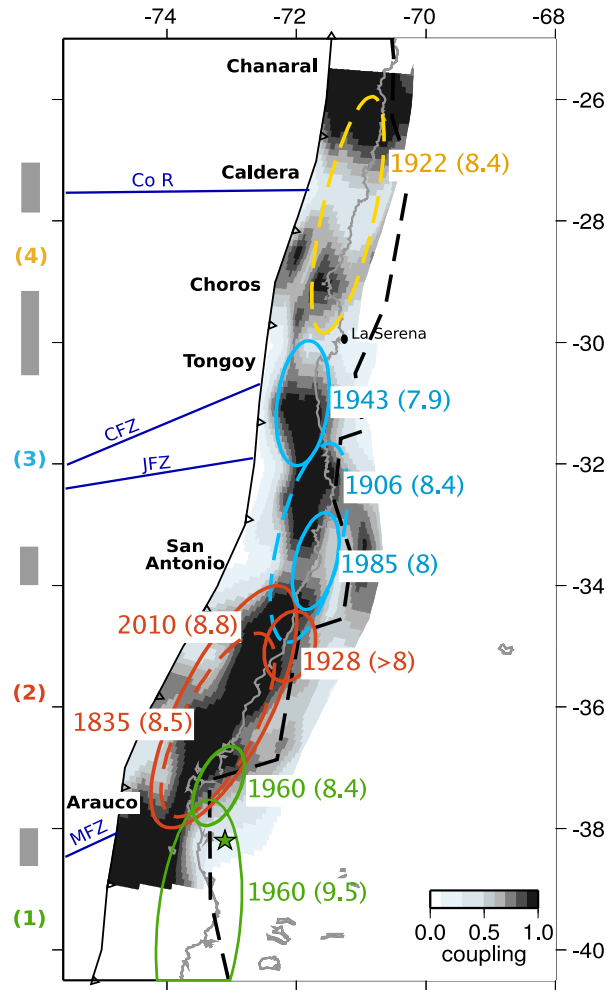 -74 -72 -70 -68
Chanaral
-26
1922 (8.4)
Caldera
Co R
-28
(4)
Choros
La Serena
-30
Tongoy
1943 (7.9)
CFZ
JFZ
(3)
-32
1906 (8.4)
San
Antonio
1985 (8)
-34
2010 (8.8)
1928 (>8)
(2)
1835 (8.5)
-36
Arauco
1960 (8.4)
MFZ
-38
1960 (9.5)
(1)
0.0 0.5 1.0
coupling
-40